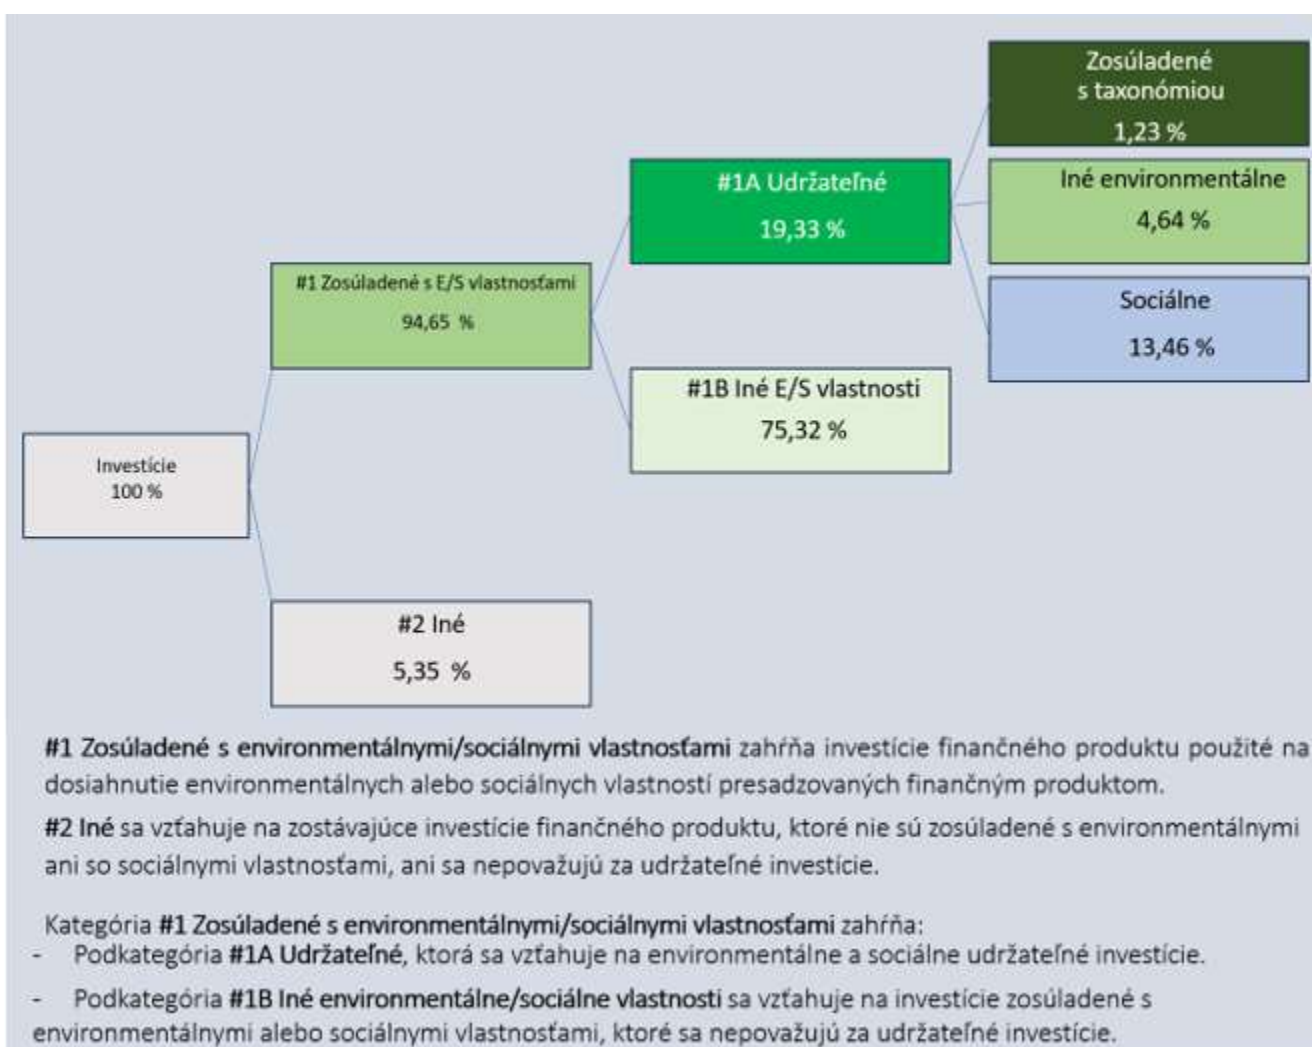 Zosúladené
s taxonómiou
1,23 %
#1A Udržateľné
19,33 %
Iné environmentálne
4,64 %
#1 Zosúladené s E/S vlastnosťami
94,65 %
Sociálne
13,46 %
#1B Iné E/S vlastnosti
75,32 %
Investície
100 %
#2 Iné
5,35 %
#1 Zosúladené s environmentálnymi/sociálnymi vlastnosťami zahŕňa investície finančného produktu použité na
dosiahnutie environmentálnych alebo sociálnych vlastností presadzovaných finančným produktom.
#2 Iné sa vzťahuje na zostávajúce investície finančného produktu, ktoré nie sú zosúladené s environmentálnymi
ani so sociálnymi vlastnosťami, ani sa nepovažujú za udržateľné investície.
Kategória #1 Zosúladené s environmentálnymi/sociálnymi vlastnosťami zahŕňa:
- Podkategória #1A Udržateľné, ktorá sa vzťahuje na environmentálne a sociálne udržateľné investície.
- Podkategória #1B Iné environmentálne/sociálne vlastnosti sa vzťahuje na investície zosúladené s
environmentálnymi alebo sociálnymi vlastnosťami, ktoré sa nepovažujú za udržateľné investície.